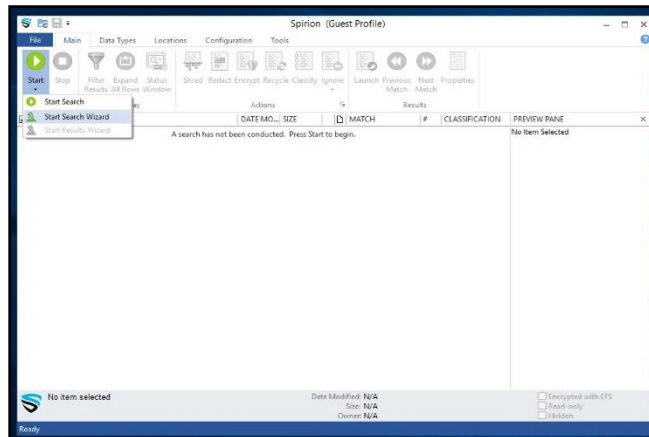 Spirion (Guest Profile)
File Main Data Types Locations Configuration Tools
Start Stop Filter Results Expand All Rows Status Window Shred Redact Encrypt Recycle Classify Ignore Launch Previous Match Next Match Properties
Actions Results
Start Search
Start Search Wizard
Start Results Wizard
DATE MO... SIZE MATCH # CLASSIFICATION PREVIEW PANE
A search has not been conducted. Press Start to begin.
No Item Selected
No item selected
Date Modified: N/A
Size: N/A
Owner: N/A
Encrypted with EFS
Read-only
Hidden
Ready